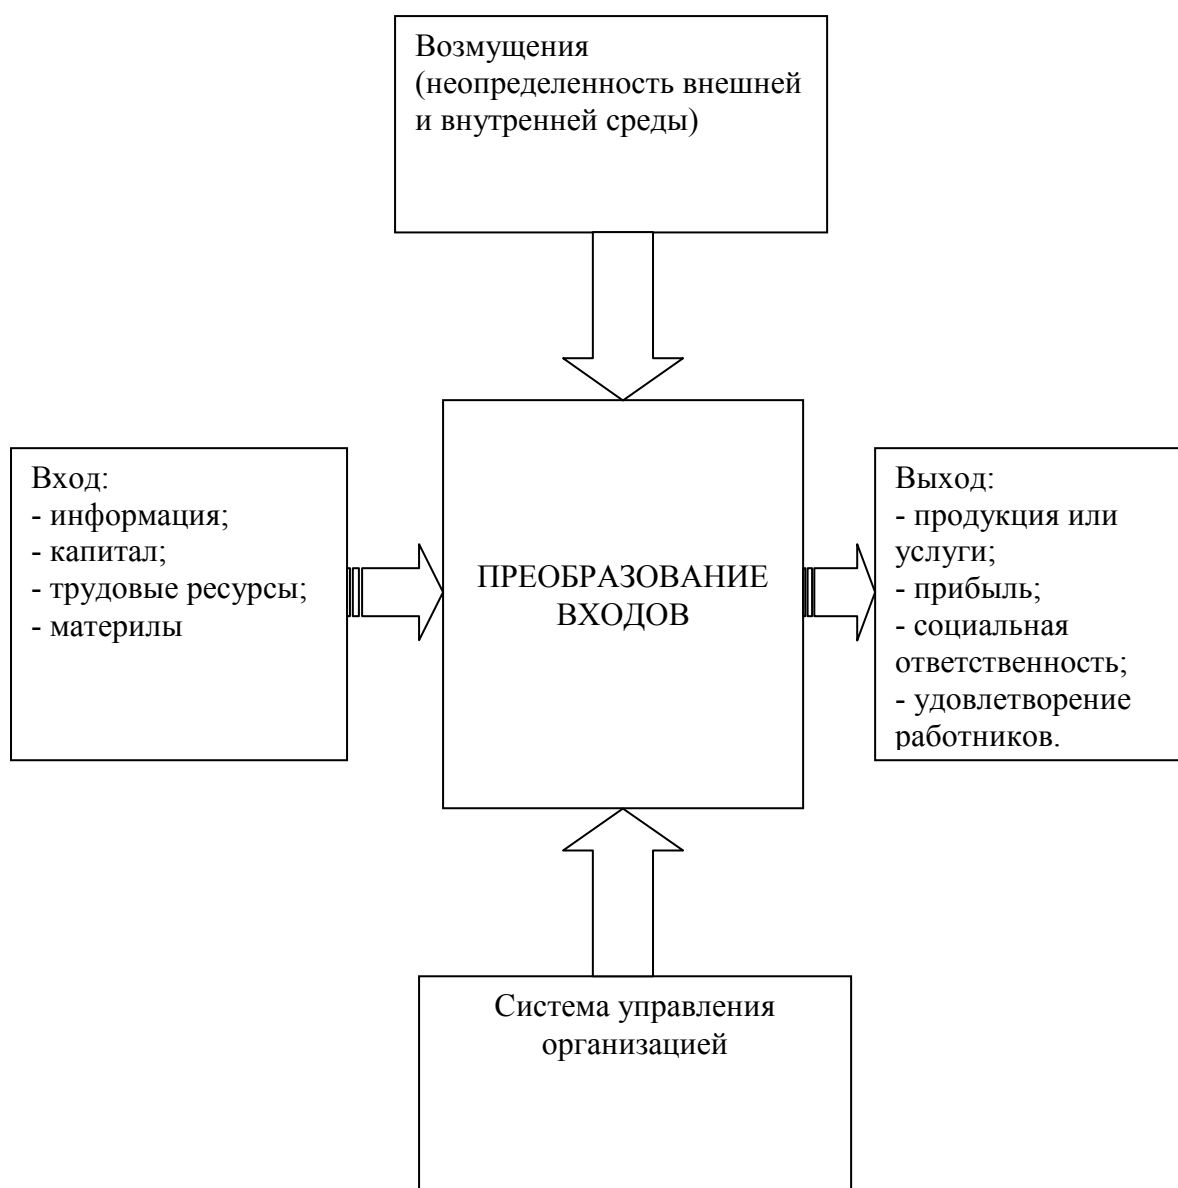 Возмущения
(неопределенность внешней
и внутренней среды)
Вход:
- информация;
- капитал;
- трудовые ресурсы;
- материлы
ПРЕОБРАЗОВАНИЕ
ВХОДОВ
Выход:
- продукция или
услуги;
- прибыль;
- социальная
ответственность;
- удовлетворение
работников.
Система управления
организацией